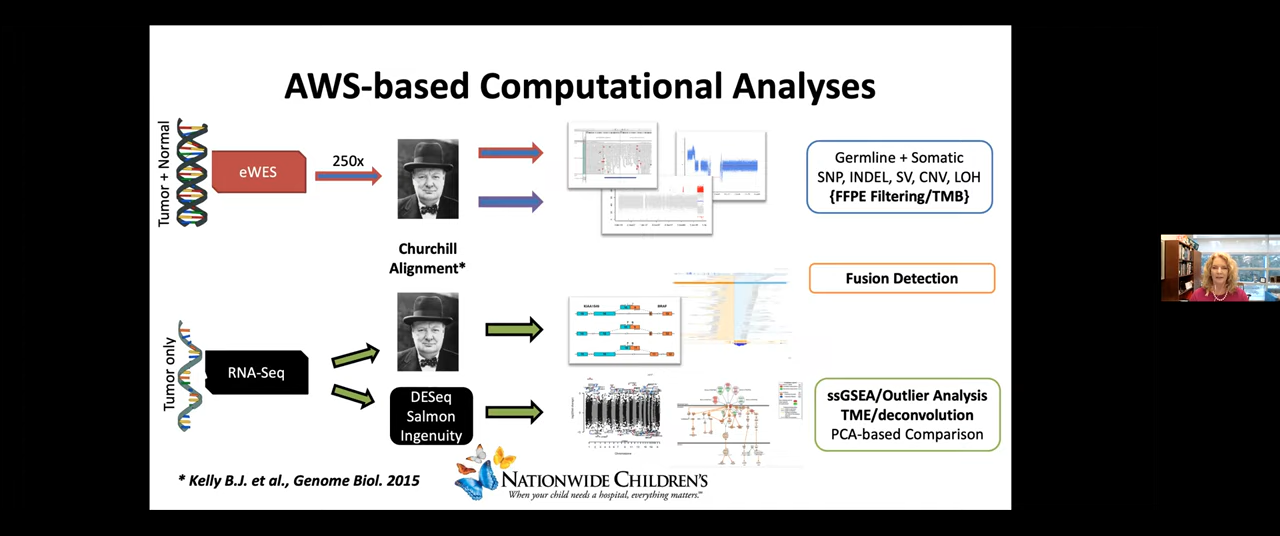 AWS-based Computational Analyses
Tumor + Normal
eWES
250x
Germline + Somatic
SNP, INDEL, SV, CNV, LOH
{FFPE Filtering/TMB}
Churchill
Alignment*
Fusion Detection
Tumor only
RNA-Seq
DESeq
Salmon
Ingenuity
ssGSEA/Outlier Analysis
TME/deconvolution
PCA-based Comparison
* Kelly B.J. et al., Genome Biol. 2015
NATIONWIDE CHILDREN'S
When your child needs a hospital, everything matters.℠